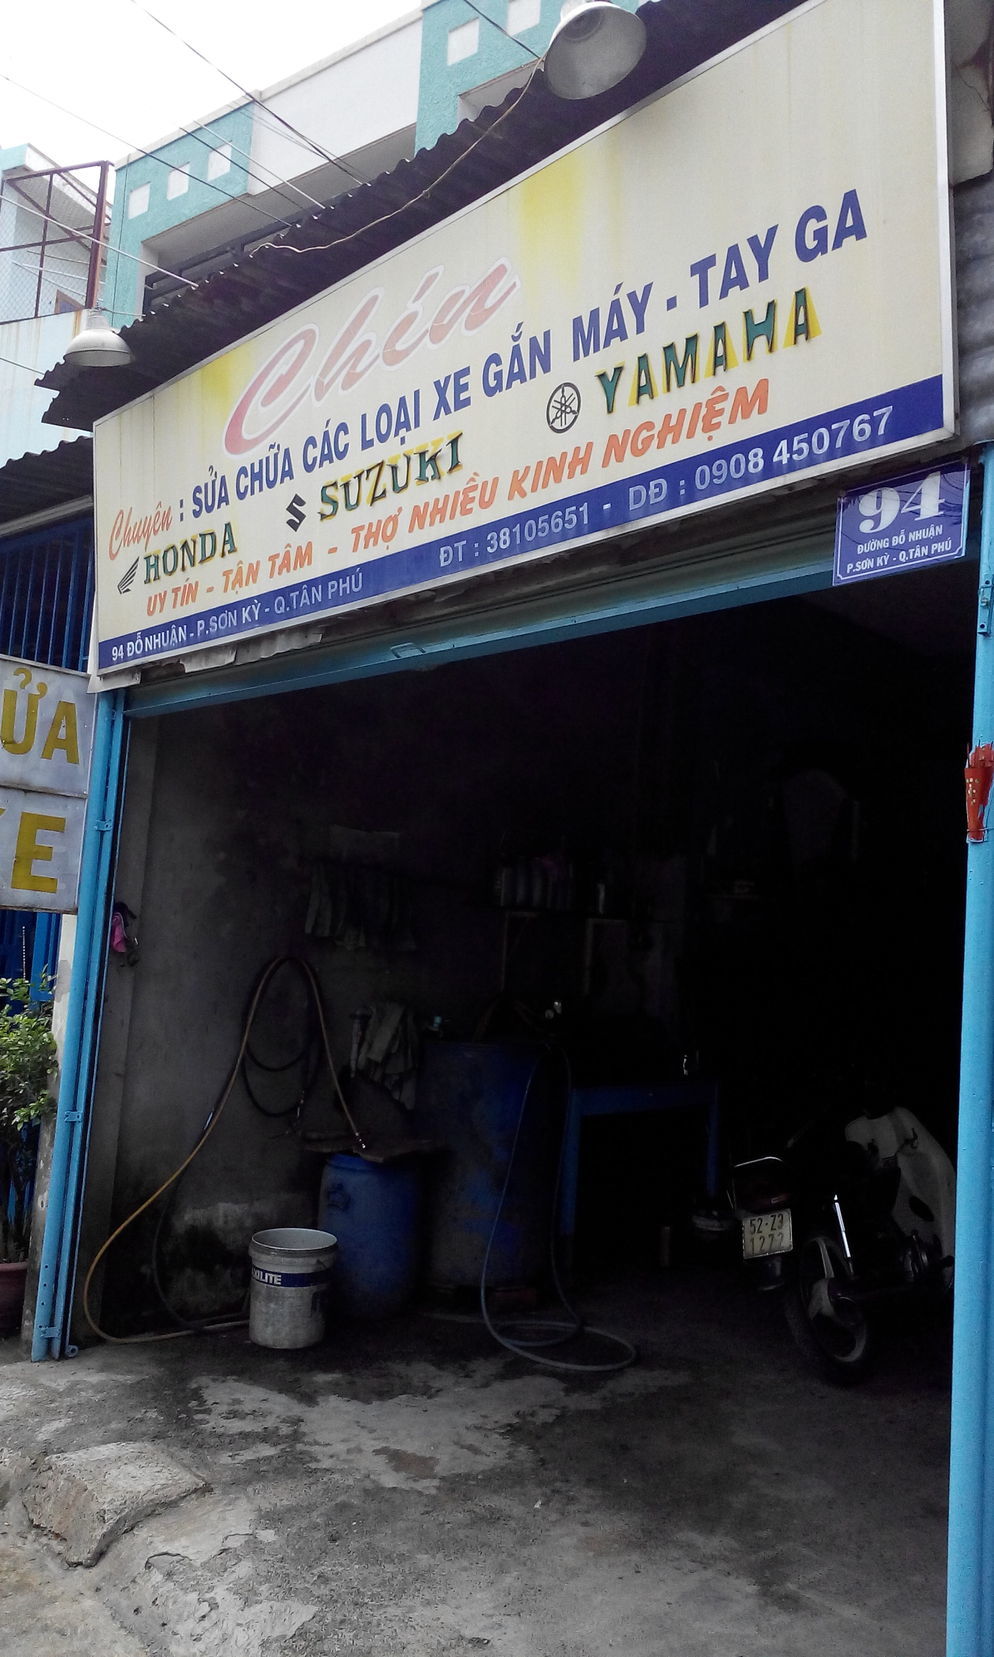 Chín
Chuyên : SỬA CHỮA CÁC LOẠI XE GẮN MÁY - TAY GA
HONDA SUZUKI YAMAHA
UY TÍN - TẬN TÂM - THỢ NHIỀU KINH NGHIỆM
94 ĐỖ NHUẬN - P.SƠN KỲ - Q.TÂN PHÚ ĐT : 38105651 - DĐ : 0908 450767
94
ĐƯỜNG ĐỖ NHUẬN
P.SƠN KỲ - Q.TÂN PHÚ
ỬA
XE
52-Z3
1272